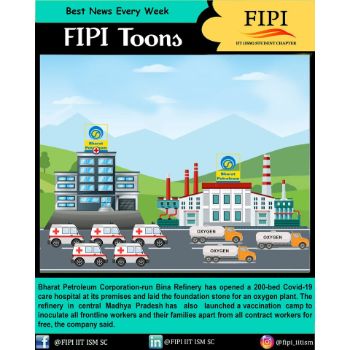 Best News Every Week
FIPI Toons
FIPI
IIT (ISM) STUDENT CHAPTER
Bharat
Petroleum
Bharat
Petroleum
OXYGEN
OXYGEN
OXYGEN
OXYGEN
Bharat Petroleum Corporation-run Bina Refinery has opened a 200-bed Covid-19
care hospital at its premises and laid the foundation stone for an oxygen plant. The
refinery in central Madhya Pradesh has also launched a vaccination camp to
inoculate all frontline workers and their families apart from all contract workers for
free, the company said.
@FIPI IIT ISM SC
@FIPI IIT ISM SC
@fipi_iitism